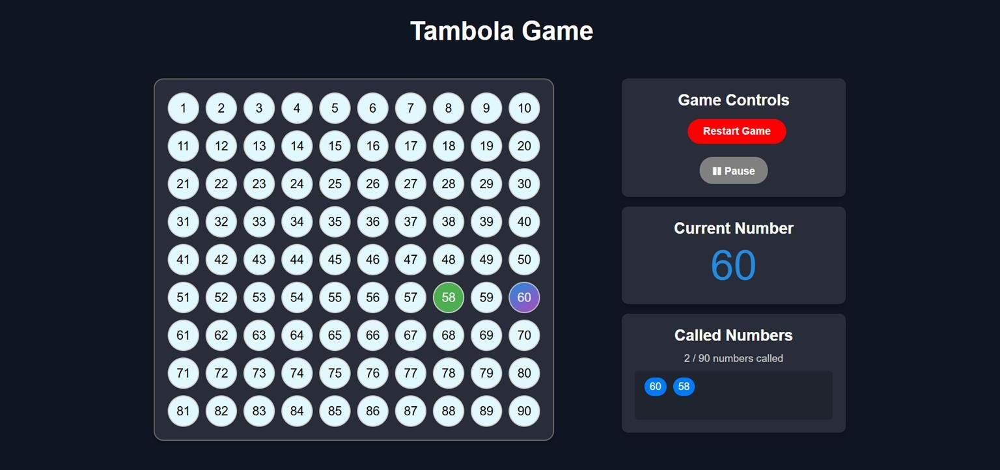 Tambola Game
1 2 3 4 5 6 7 8 9 10
11 12 13 14 15 16 17 18 19 20
21 22 23 24 25 26 27 28 29 30
31 32 33 34 35 36 37 38 39 40
41 42 43 44 45 46 47 48 49 50
51 52 53 54 55 56 57 58 59 60
61 62 63 64 65 66 67 68 69 70
71 72 73 74 75 76 77 78 79 80
81 82 83 84 85 86 87 88 89 90
Game Controls
Restart Game
Pause
Current Number
60
Called Numbers
2 / 90 numbers called
60 58